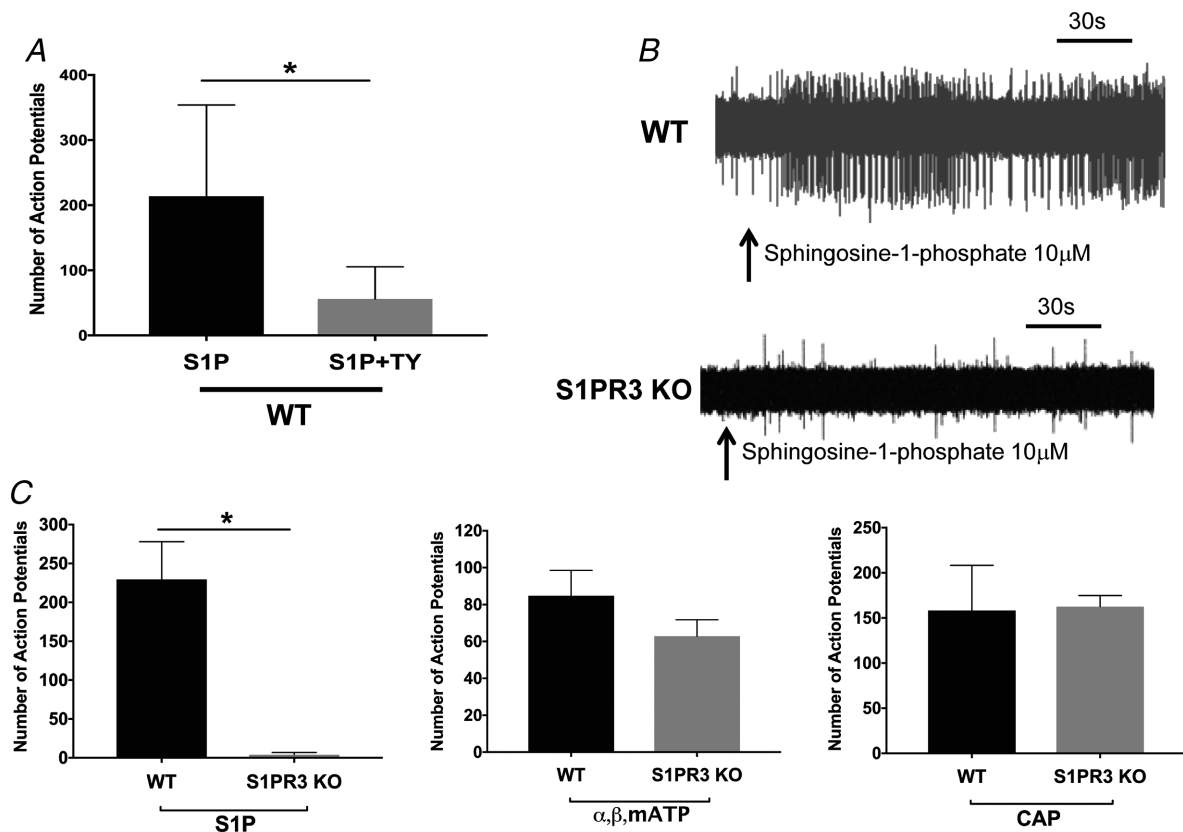 A
Number of Action Potentials
400
300
200
100
0
*
S1P
S1P+TY
WT
B
30s
WT
Sphingosine-1-phosphate 10μM
30s
S1PR3 KO
Sphingosine-1-phosphate 10μM
C
Number of Action Potentials
300
250
200
150
100
50
0
*
WT
S1PR3 KO
S1P
Number of Action Potentials
120
100
80
60
40
20
0
WT
S1PR3 KO
α,β,mATP
Number of Action Potentials
250
200
150
100
50
0
WT
S1PR3 KO
CAP